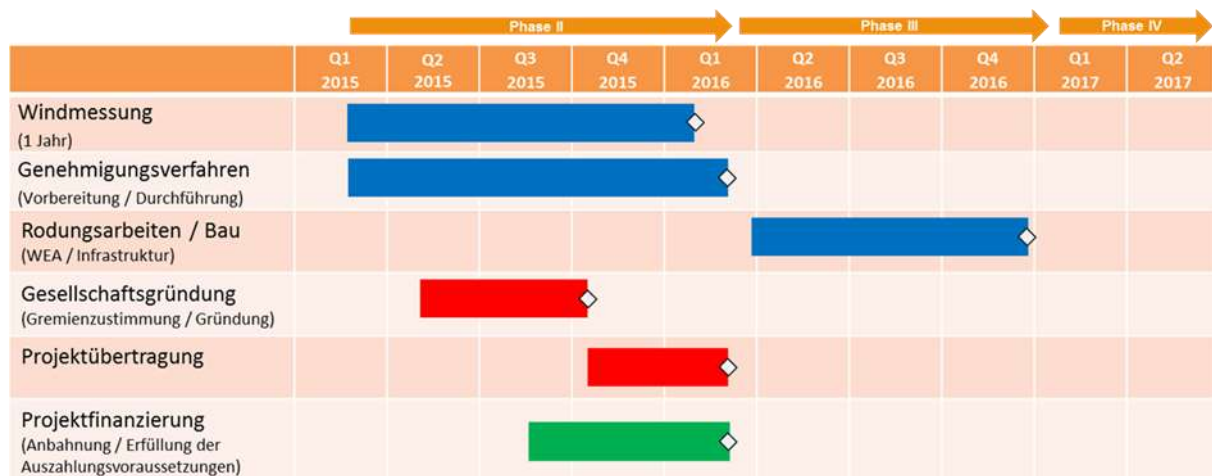 Phase II
Phase III
Phase IV
Q1 Q2 Q3 Q4 Q1 Q2 Q3 Q4 Q1 Q2
2015 2015 2015 2015 2016 2016 2016 2016 2017 2017
Windmessung
(1 Jahr)
Genehmigungsverfahren
(Vorbereitung / Durchführung)
Rodungsarbeiten / Bau
(WEA / Infrastruktur)
Gesellschaftsgründung
(Gremienzustimmung / Gründung)
Projektübertragung
Projektfinanzierung
(Anbahnung / Erfüllung der
Auszahlungsvoraussetzungen)